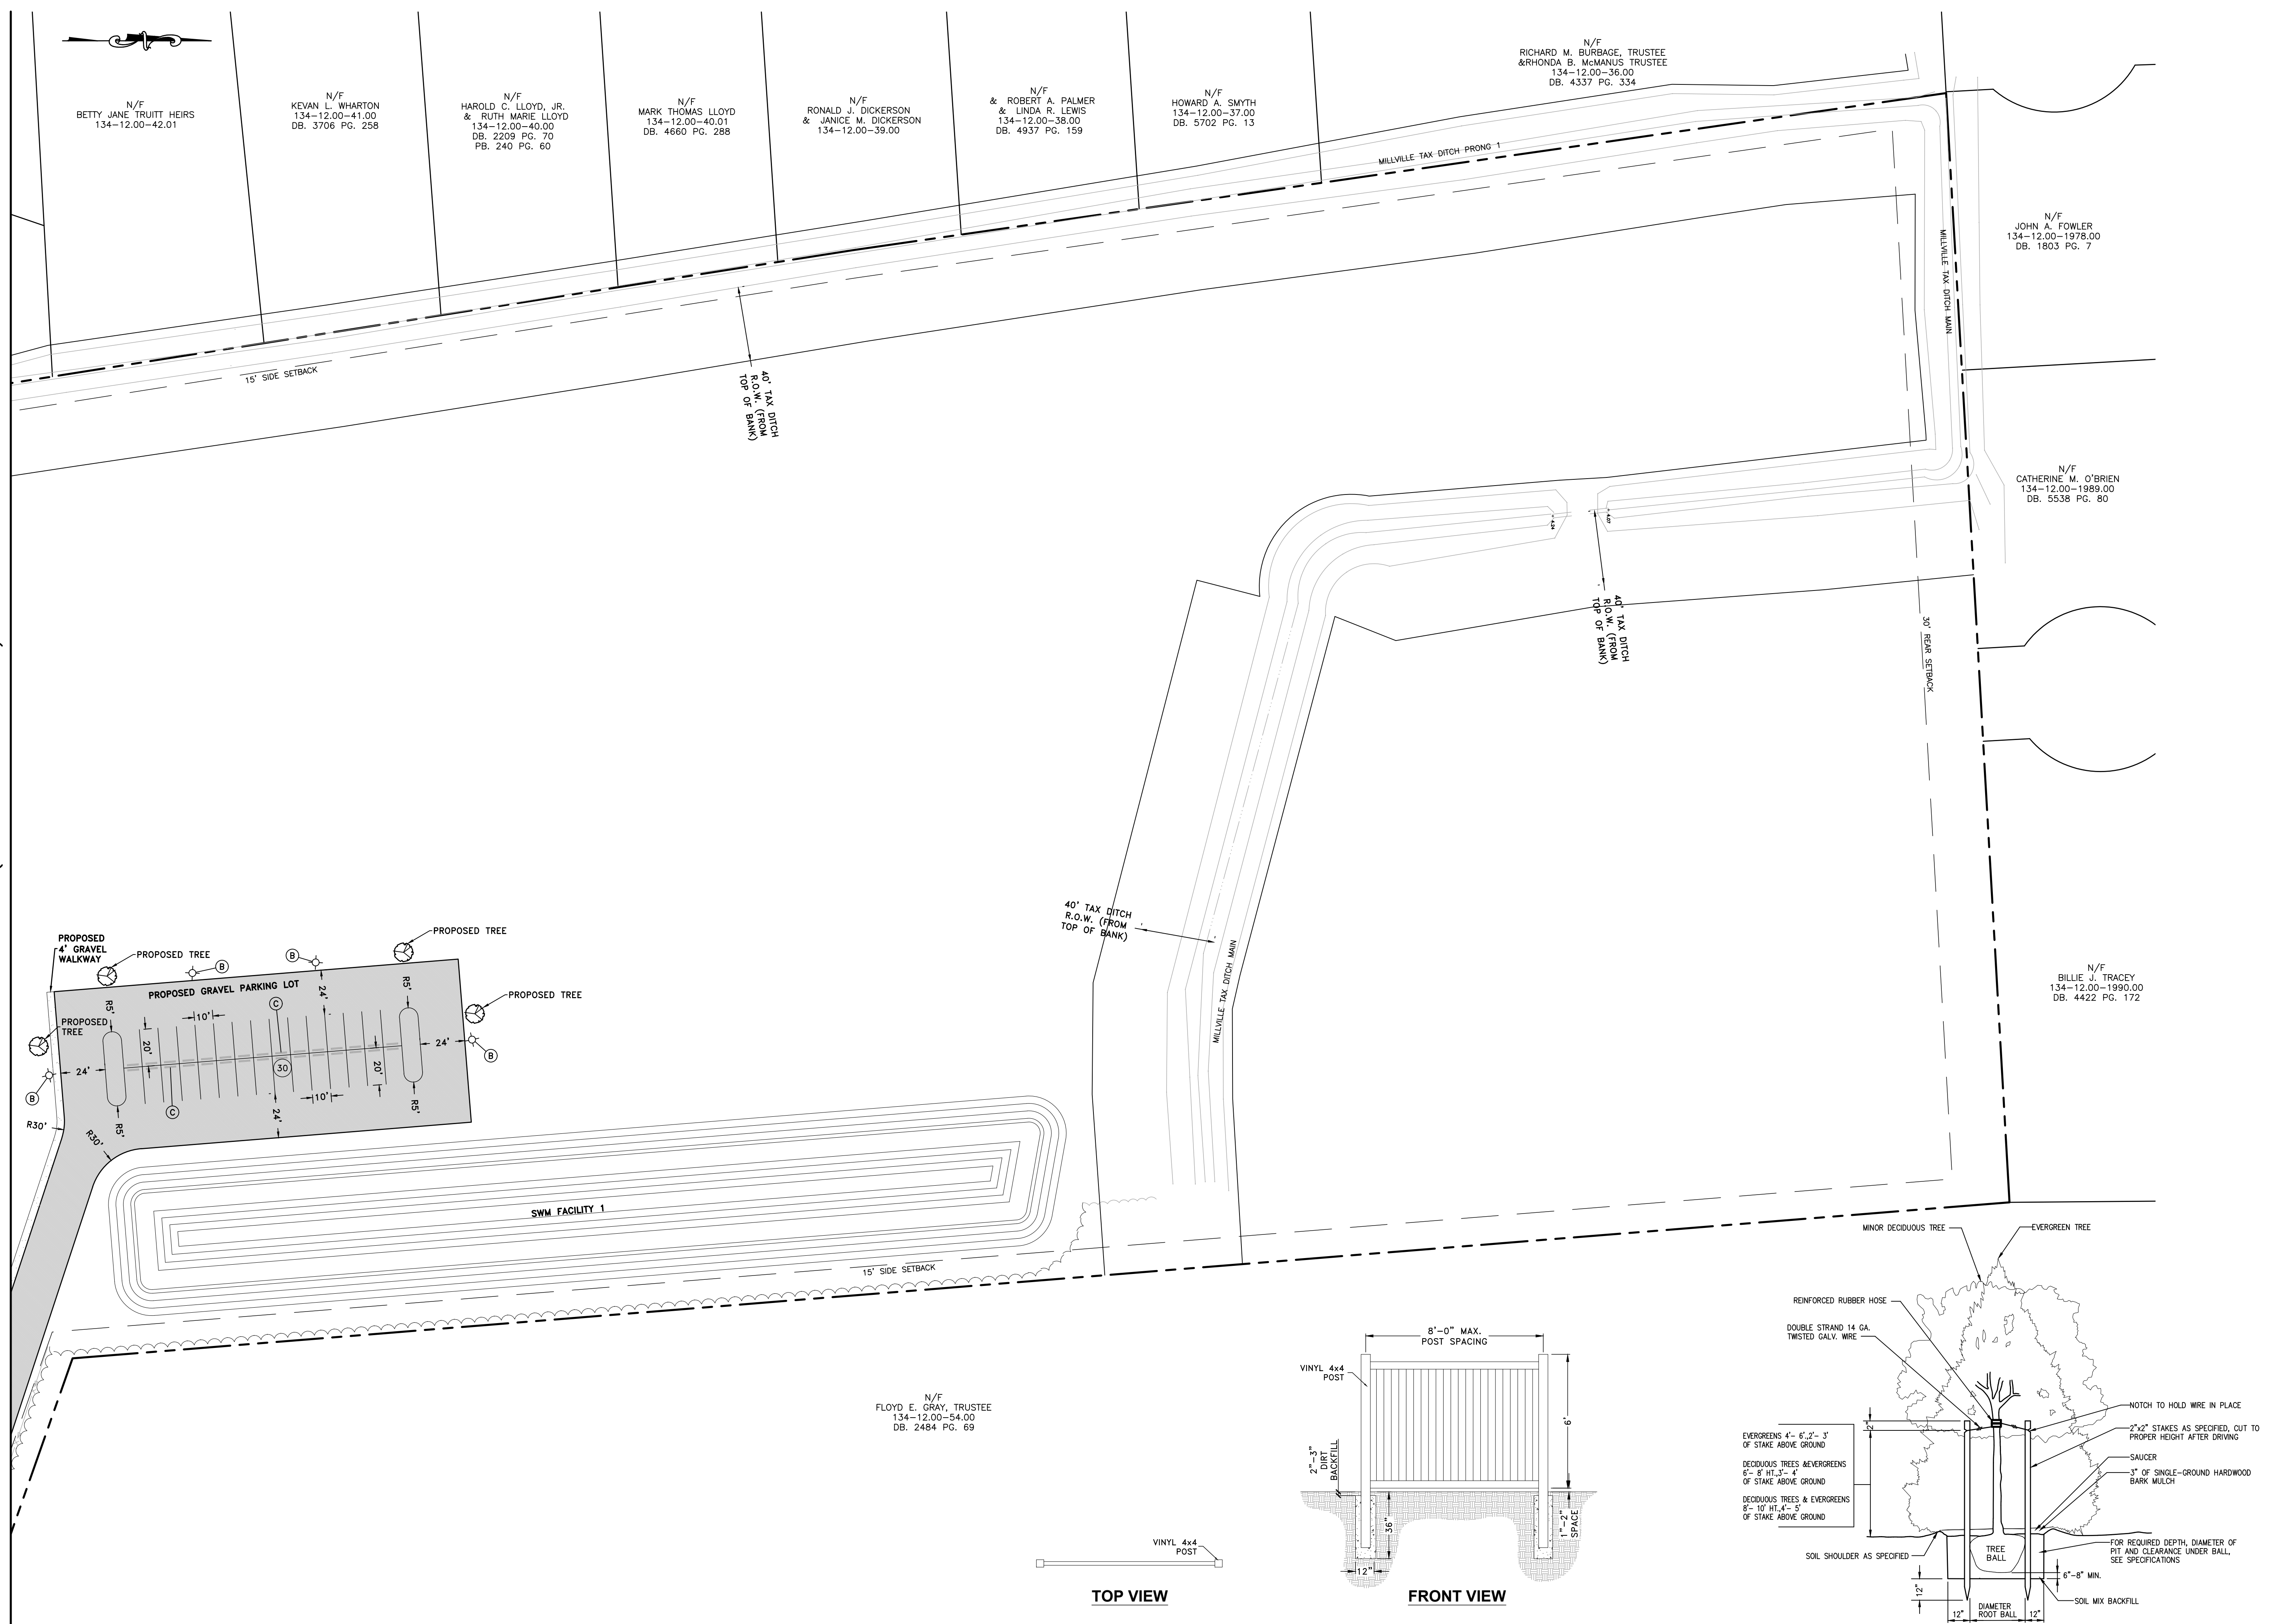 N/F
BETTY JANE TRUITT HEIRS
134-12.00-42.01
N/F
KEVAN L. WHARTON
134-12.00-41.00
DB. 3706 PG. 258
N/F
HAROLD C. LLOYD, JR.
& RUTH MARIE LLOYD
134-12.00-40.00
DB. 2209 PG. 70
PB. 240 PG. 60
N/F
MARK THOMAS LLOYD
134-12.00-40.01
DB. 4660 PG. 288
N/F
RONALD J. DICKERSON
& JANICE M. DICKERSON
134-12.00-39.00
N/F
& ROBERT A. PALMER
& LINDA R. LEWIS
134-12.00-38.00
DB. 4937 PG. 159
N/F
HOWARD A. SMYTH
134-12.00-37.00
DB. 5702 PG. 13
N/F
RICHARD M. BURBAGE, TRUSTEE
&RHONDA B. McMANUS TRUSTEE
134-12.00-36.00
DB. 4337 PG. 334
MILLVILLE TAX DITCH PRONG 1
N/F
JOHN A. FOWLER
134-12.00-1978.00
DB. 1803 PG. 7
MILLVILLE TAX DITCH MAIN
15' SIDE SETBACK
40' TAX DITCH
R.O.W. (FROM
TOP OF BANK)
N/F
CATHERINE M. O'BRIEN
134-12.00-1989.00
DB. 5538 PG. 80
4.24
4.07
40' TAX DITCH
R.O.W. (FROM
TOP OF BANK)
30' REAR SETBACK
40' TAX DITCH
R.O.W. (FROM
TOP OF BANK)
MILLVILLE TAX DITCH MAIN
N/F
BILLIE J. TRACEY
134-12.00-1990.00
DB. 4422 PG. 172
PROPOSED
4' GRAVEL
WALKWAY
PROPOSED TREE
B
B
PROPOSED TREE
PROPOSED GRAVEL PARKING LOT
PROPOSED TREE
PROPOSED
TREE
R5'
10'
C
24'
R5'
20'
24'
30
20'
24'
B
B
C
R5'
10'
24'
R5'
R30'
R30'
SWM FACILITY 1
15' SIDE SETBACK
N/F
FLOYD E. GRAY, TRUSTEE
134-12.00-54.00
DB. 2484 PG. 69
VINYL 4x4
POST
TOP VIEW
8'-0" MAX.
POST SPACING
VINYL 4x4
POST
6'
2"-3"
DIRT
BACKFILL
36"
1"-2"
SPACE
12"
FRONT VIEW
MINOR DECIDUOUS TREE
EVERGREEN TREE
REINFORCED RUBBER HOSE
DOUBLE STRAND 14 GA.
TWISTED GALV. WIRE
2"
NOTCH TO HOLD WIRE IN PLACE
2"x2" STAKES AS SPECIFIED, CUT TO
PROPER HEIGHT AFTER DRIVING
EVERGREENS 4'- 6',2'- 3'
OF STAKE ABOVE GROUND
DECIDUOUS TREES &EVERGREENS
6'- 8' HT.,3'- 4'
OF STAKE ABOVE GROUND
DECIDUOUS TREES & EVERGREENS
8'- 10' HT.,4'- 5'
OF STAKE ABOVE GROUND
SAUCER
3" OF SINGLE-GROUND HARDWOOD
BARK MULCH
SOIL SHOULDER AS SPECIFIED
TREE
BALL
FOR REQUIRED DEPTH, DIAMETER OF
PIT AND CLEARANCE UNDER BALL,
SEE SPECIFICATIONS
6"-8" MIN.
12"
SOIL MIX BACKFILL
12"
DIAMETER
ROOT BALL
12"